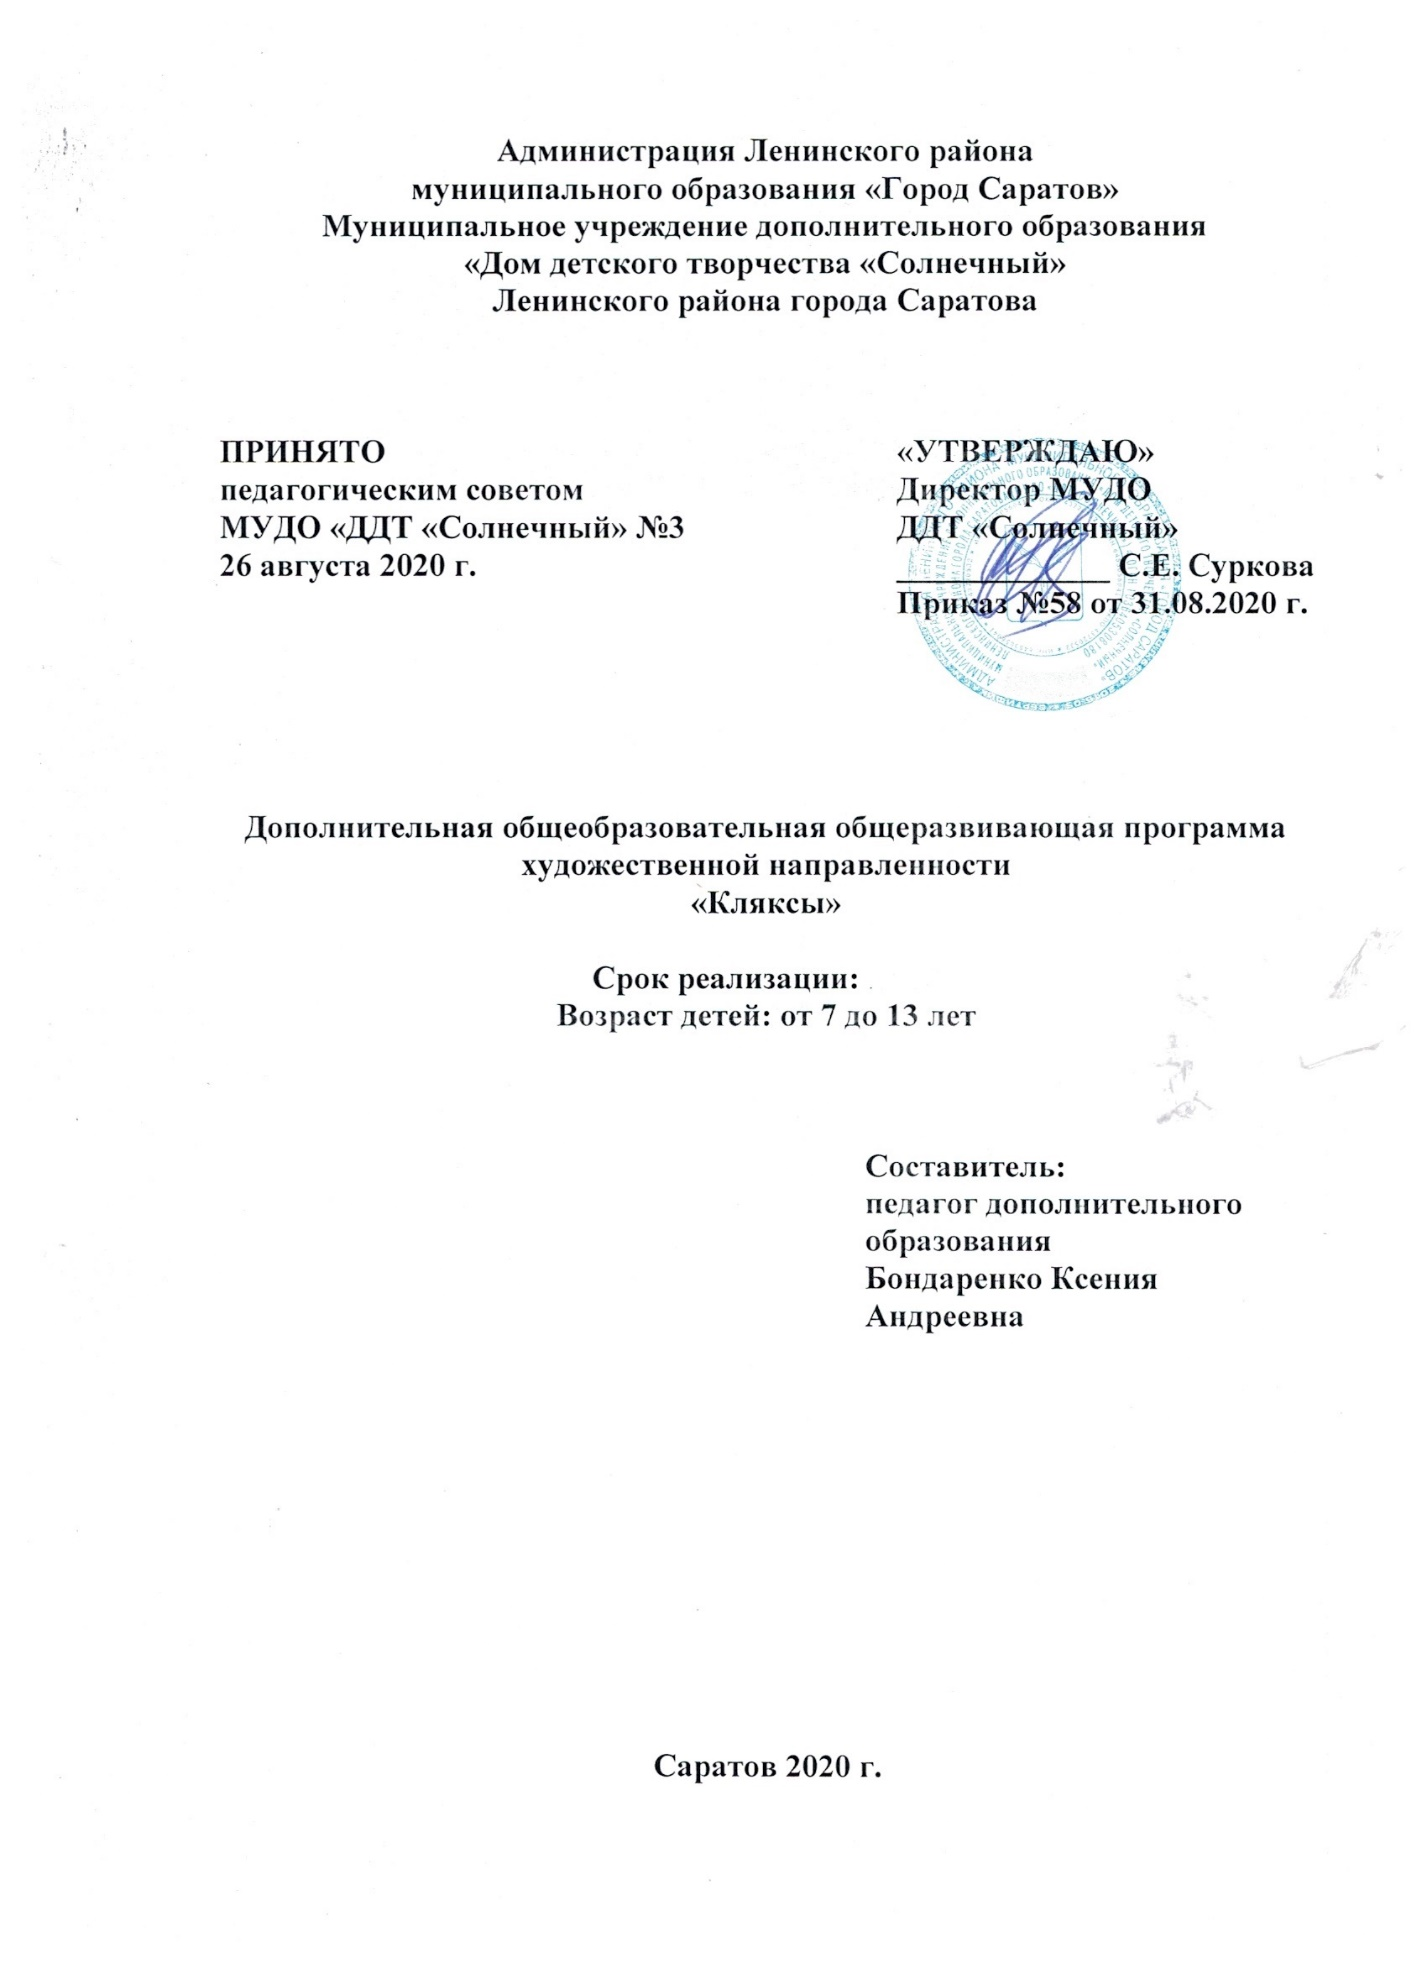 Администрация Ленинского района
муниципального образования «Город Саратов»
Муниципальное учреждение дополнительного образования
«Дом детского творчества «Солнечный»
Ленинского района города Саратова
ПРИНЯТО
педагогическим советом
МУДО «ДДТ «Солнечный» №3
26 августа 2020 г.
«УТВЕРЖДАЮ»
Директор МУДО
ДДТ «Солнечный»
_____________ С.Е. Суркова
Приказ №58 от 31.08.2020 г.
Дополнительная общеобразовательная общеразвивающая программа
художественной направленности
«Кляксы»
Срок реализации:
Возраст детей: от 7 до 13 лет
Составитель:
педагог дополнительного
образования
Бондаренко Ксения
Андреевна
Саратов 2020 г.